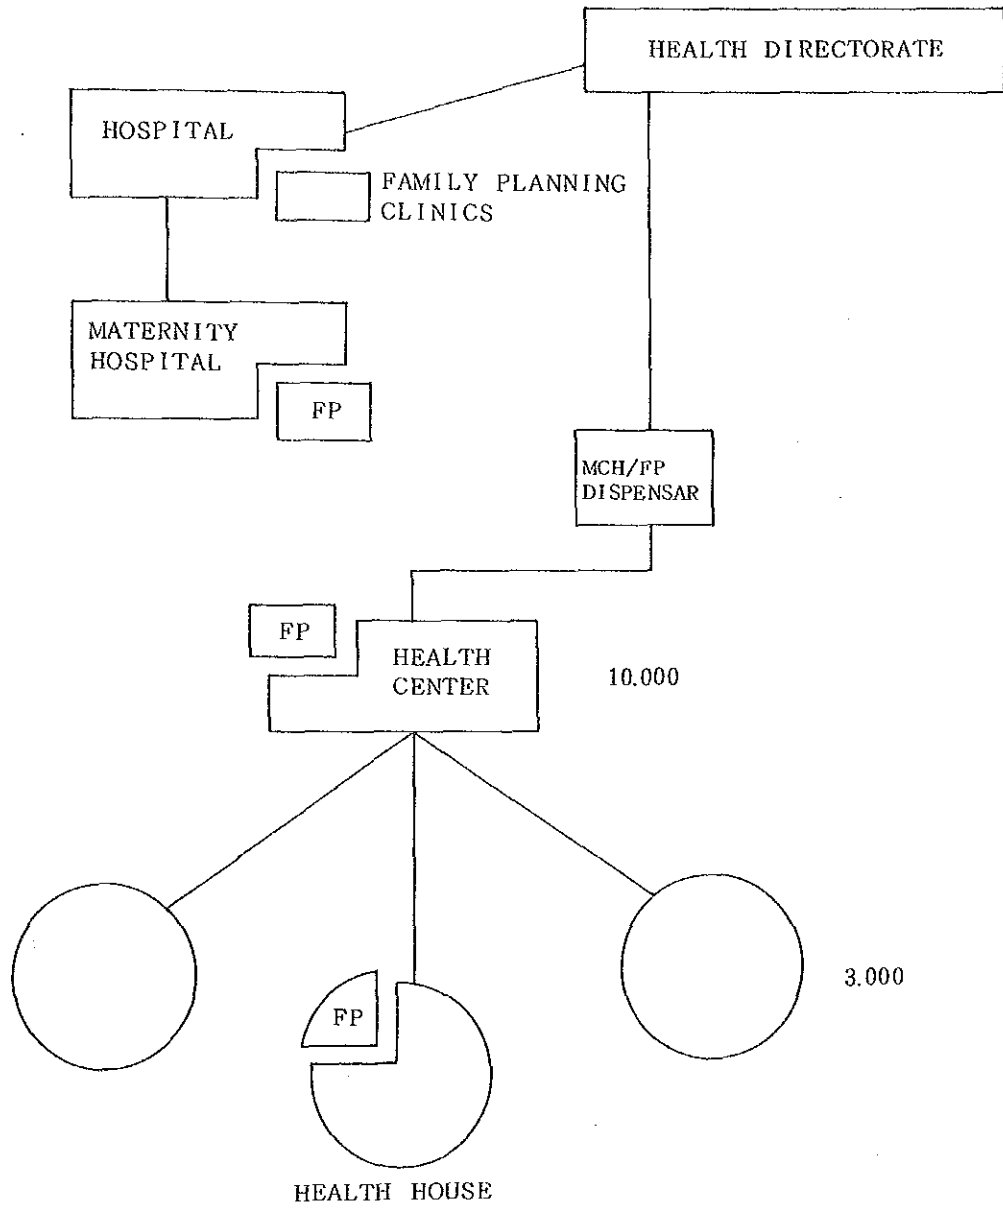 HEALTH DIRECTORATE
HOSPITAL
FAMILY PLANNING
CLINICS
MATERNITY
HOSPITAL
FP
MCH/FP
DISPENSAR
FP
HEALTH
CENTER
10.000
3.000
FP
HEALTH HOUSE